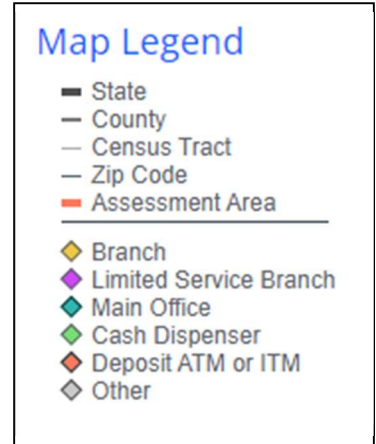 Map Legend
State
County
Census Tract
Zip Code
Assessment Area
Branch
Limited Service Branch
Main Office
Cash Dispenser
Deposit ATM or ITM
Other